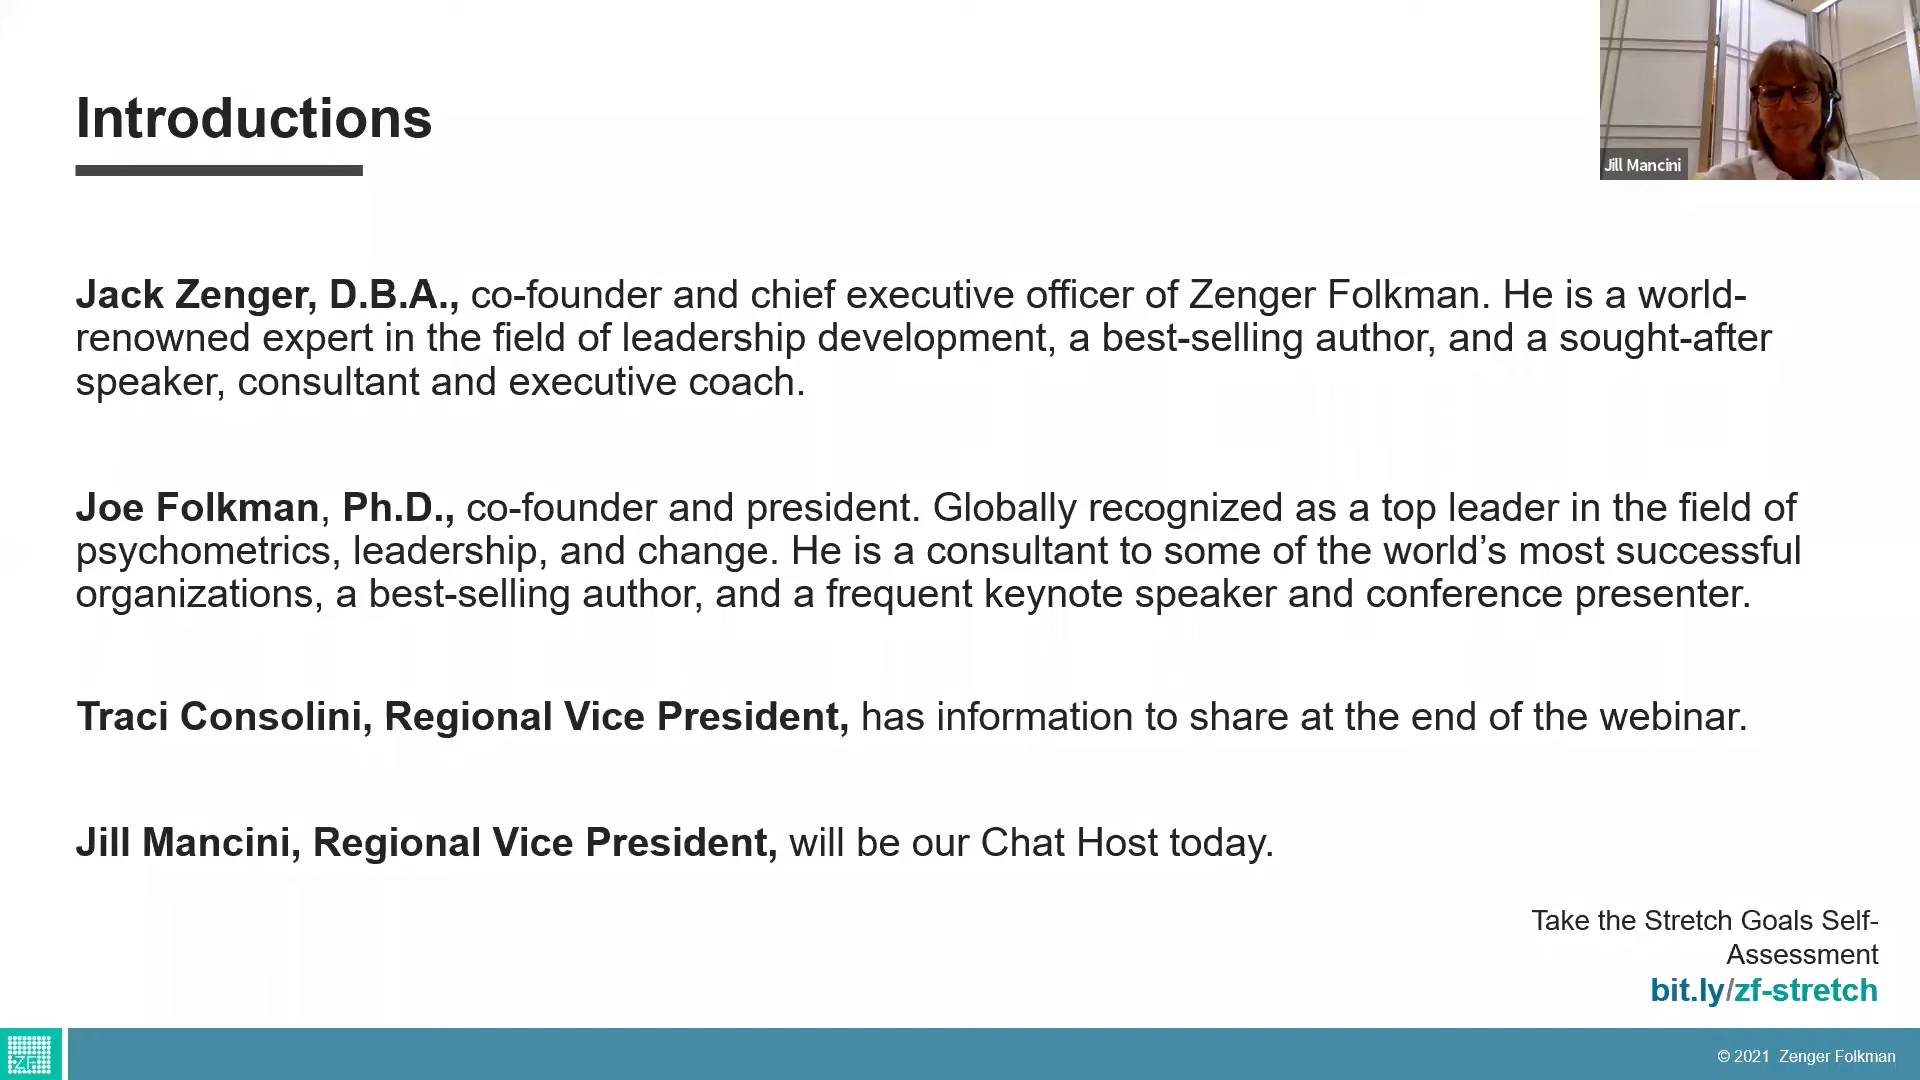 Introductions
Jill Mancini
Jack Zenger, D.B.A., co-founder and chief executive officer of Zenger Folkman. He is a world-
renowned expert in the field of leadership development, a best-selling author, and a sought-after
speaker, consultant and executive coach.
Joe Folkman, Ph.D., co-founder and president. Globally recognized as a top leader in the field of
psychometrics, leadership, and change. He is a consultant to some of the world’s most successful
organizations, a best-selling author, and a frequent keynote speaker and conference presenter.
Traci Consolini, Regional Vice President, has information to share at the end of the webinar.
Jill Mancini, Regional Vice President, will be our Chat Host today.
Take the Stretch Goals Self-
Assessment
bit.ly/zf-stretch
ZF
© 2021 Zenger Folkman